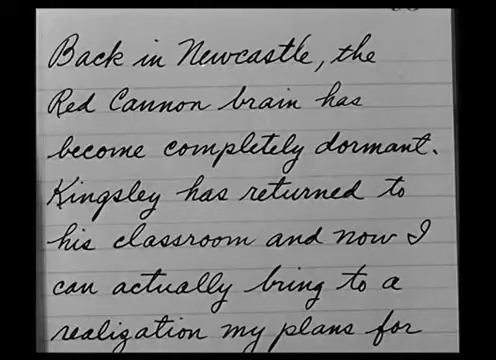 Back in Newcastle, the
Red Cannon brain has
become completely dormant.
Kingsley has returned to
his classroom and now I
can actually bring to a
realization my plans for